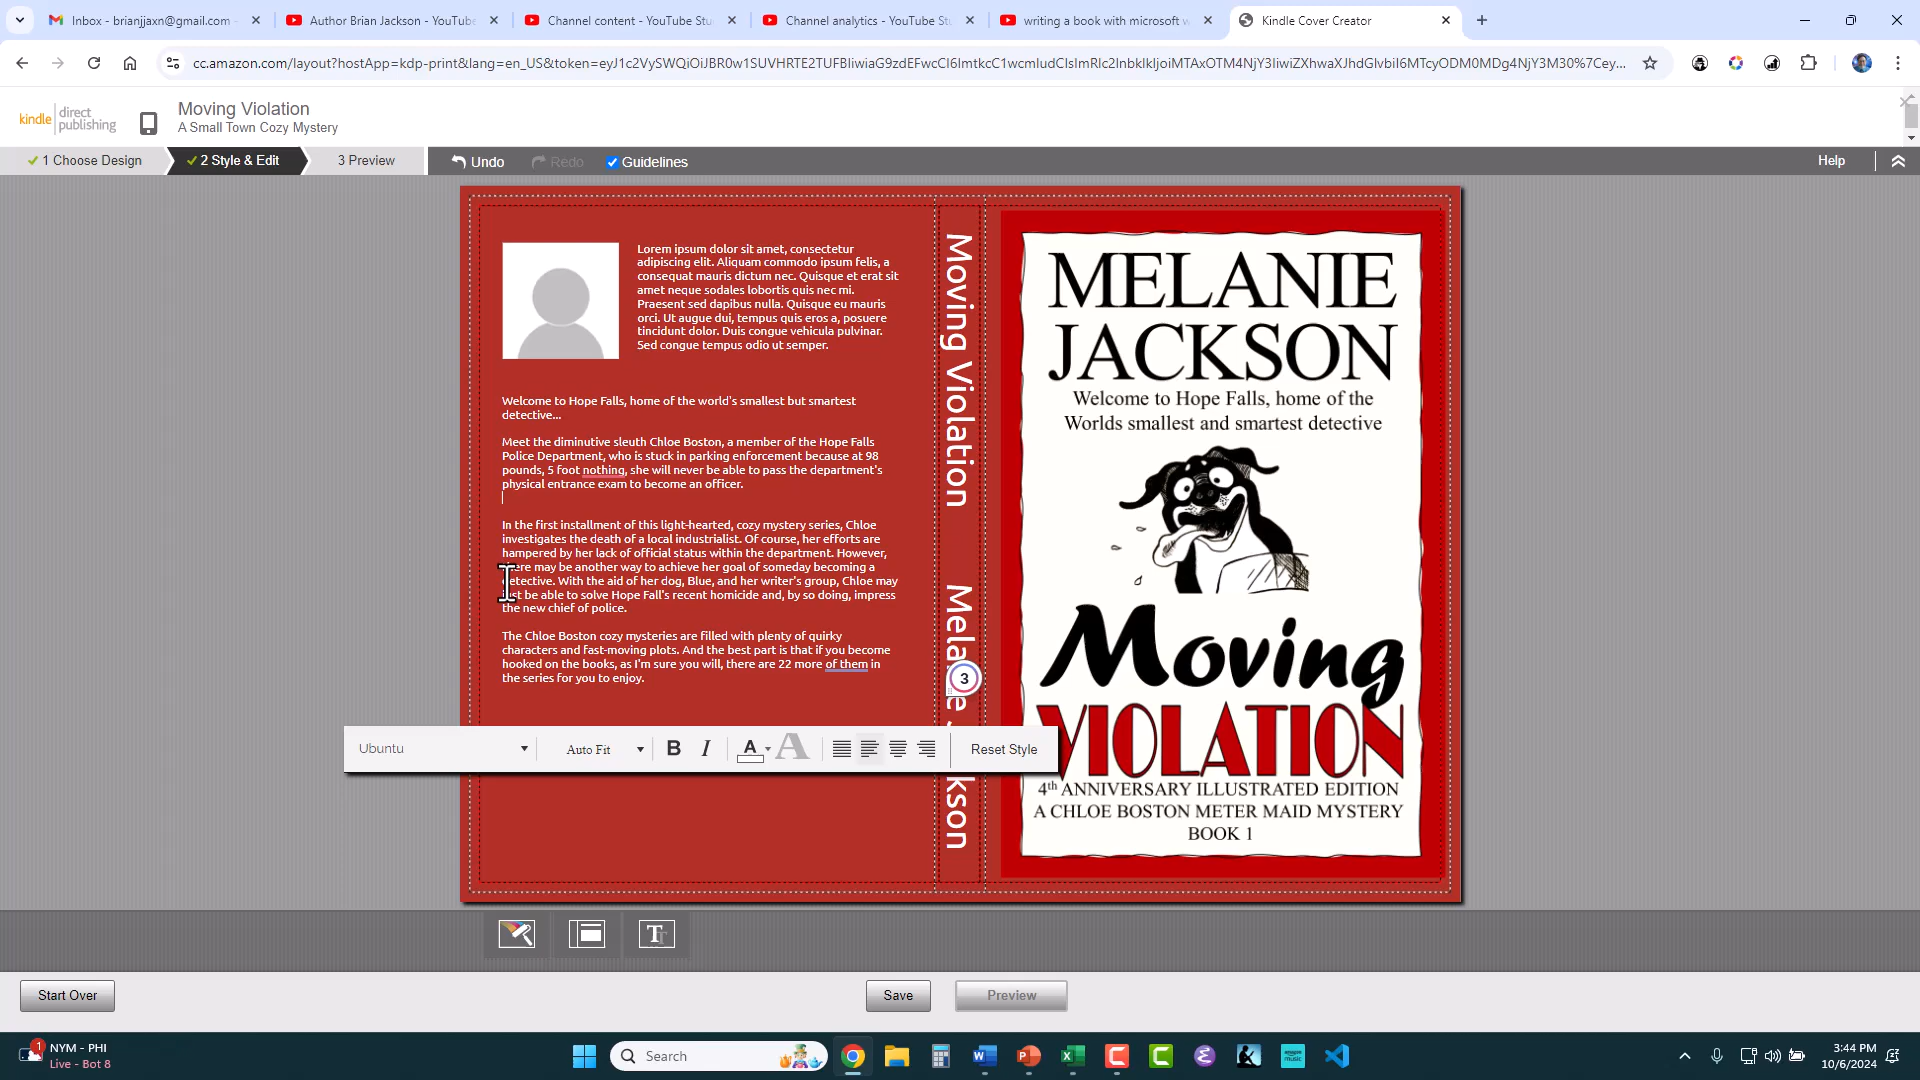 Inbox - brianjjaxn@gmail.com -
Author Brian Jackson - YouTube
Channel content - YouTube Stu
Channel analytics - YouTube Stu
writing a book with microsoft w
Kindle Cover Creator
cc.amazon.com/layout?hostApp=kdp-print&lang=en_US&token=
kindle direct publishing
Moving Violation
A Small Town Cozy Mystery
1 Choose Design
2 Style & Edit
3 Preview
Undo
Redo
Guidelines
Help
Lorem ipsum dolor sit amet, consectetur
adipiscing elit. Aliquam commodo ipsum felis, a
consequat mauris dictum nec. Quisque et erat sit
amet neque sodales lobortis quis nec mi.
Praesent sed dapibus nulla. Quisque eu mauris
orci. Ut augue dui, tempus quis eros a, posuere
tincidunt dolor. Duis congue vehicula pulvinar.
Sed congue tempus odio ut semper.
Welcome to Hope Falls, home of the world's smallest but smartest
detective...
Meet the diminutive sleuth Chloe Boston, a member of the Hope Falls
Police Department, who is stuck in parking enforcement because at 98
pounds, 5 foot nothing, she will never be able to pass the department's
physical entrance exam to become an officer.
In the first installment of this light-hearted, cozy mystery series, Chloe
investigates the death of a local industrialist. Of course, her efforts are
hampered by her lack of official status within the department. However,
there may be another way to achieve her goal of someday becoming a
detective. With the aid of her dog, Blue, and her writer's group, Chloe may
just be able to solve Hope Fall's recent homicide and, by so doing, impress
the new chief of police.
The Chloe Boston cozy mysteries are filled with plenty of quirky
characters and fast-moving plots. And the best part is that if you become
hooked on the books, as I'm sure you will, there are 22 more of them in
the series for you to enjoy.
Moving Violation
Mela e kson
3
MELANIE
JACKSON
Welcome to Hope Falls, home of the
Worlds smallest and smartest detective
Moving
VIOLATION
4th ANNIVERSARY ILLUSTRATED EDITION
A CHLOE BOSTON METER MAID MYSTERY
BOOK 1
Ubuntu
Auto Fit
B I A A
Reset Style
Start Over
Save
Preview
1
NYM - PHI
Live - Bot 8
Search
3:44 PM
10/6/2024